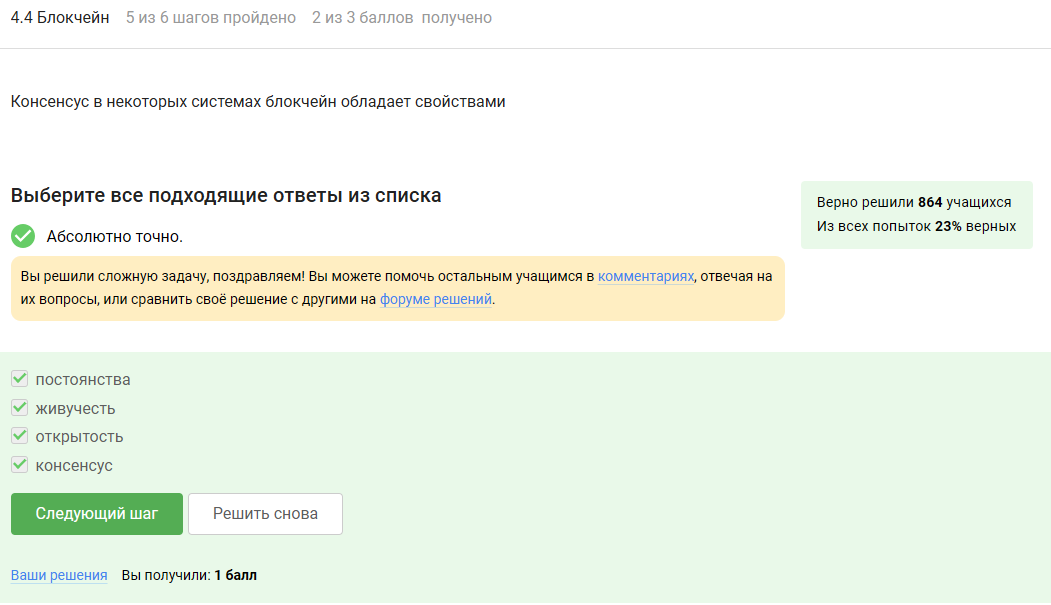 4.4 Блокчейн 5 из 6 шагов пройдено 2 из 3 баллов получено
Консенсус в некоторых системах блокчейн обладает свойствами
Выберите все подходящие ответы из списка
Абсолютно точно.
Вы решили сложную задачу, поздравляем! Вы можете помочь остальным учащимся в комментариях, отвечая на
их вопросы, или сравнить своё решение с другими на форуме решений.
Верно решили 864 учащихся
Из всех попыток 23% верных
постоянства
живучесть
открытость
консенсус
Следующий шаг Решить снова
Ваши решения Вы получили: 1 балл